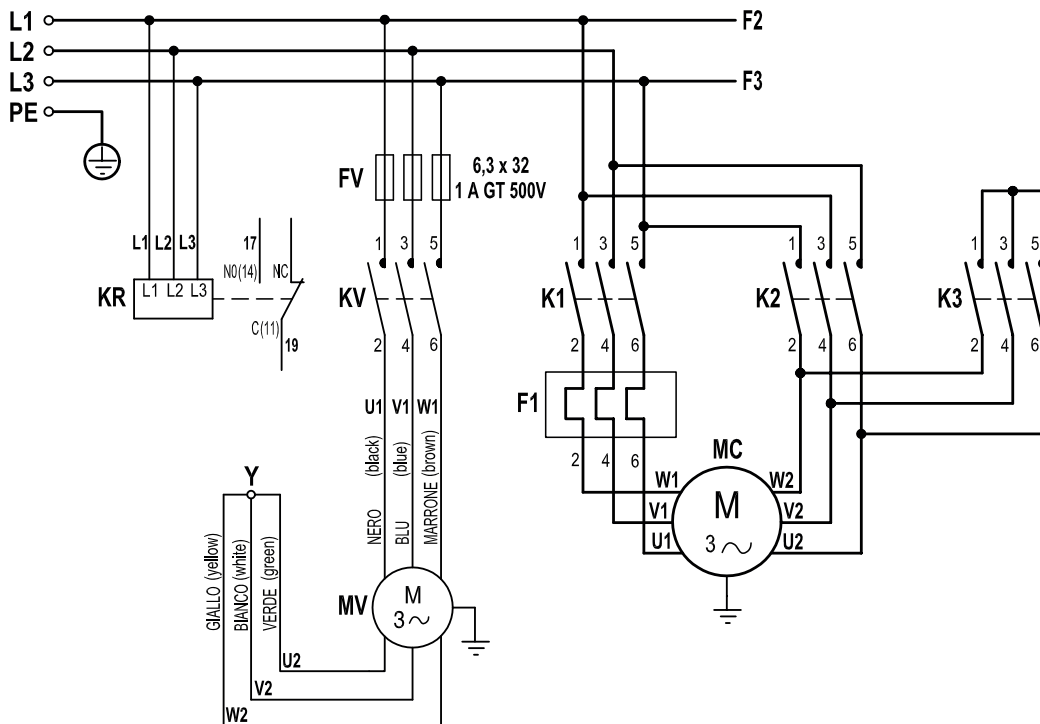 L1
F2
L2
L3
F3
PE
FV
6,3 x 32
1 A GT 500V
L1 L2 L3
17
N0(14)
NC
KR
L1 L2 L3
C(11)
19
1 3 5
KV
2 4 6
1 3 5
K1
2 4 6
1 3 5
K2
2 4 6
1 3 5
K3
2 4 6
F1
2 4 6
U1 V1 W1
NERO (black)
BLU (blue)
MARRONE (brown)
MC
W1
W2
M
3
V1
V2
U1
U2
Y
GIALLO (yellow)
BIANCO (white)
VERDE (green)
MV
M
3
U2
V2
W2